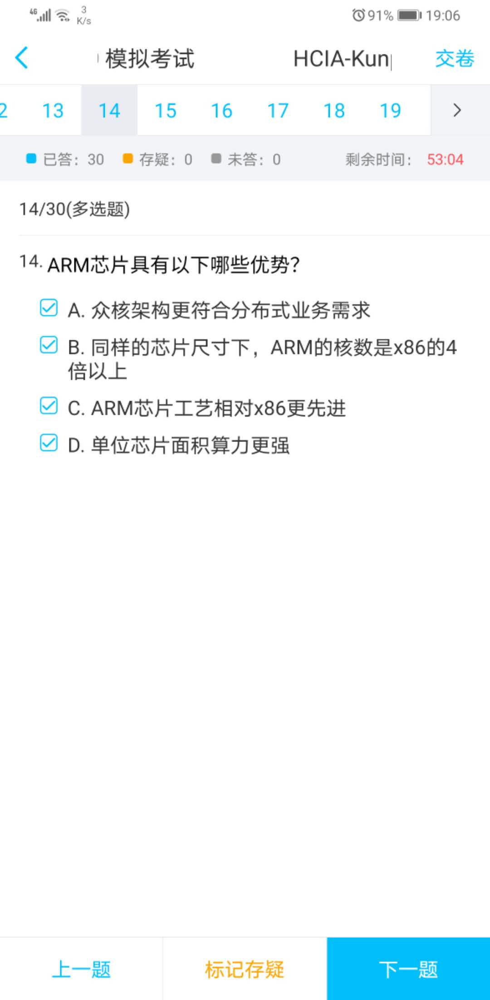 4G 3 K/s 91% 19:06
模拟考试 HCIA-Kun 交卷
2 13 14 15 16 17 18 19
已答：30 存疑：0 未答：0 剩余时间： 53:04
14/30(多选题)
14. ARM芯片具有以下哪些优势？
A. 众核架构更符合分布式业务需求
B. 同样的芯片尺寸下，ARM的核数是x86的4
倍以上
C. ARM芯片工艺相对x86更先进
D. 单位芯片面积算力更强
上一题 标记存疑 下一题